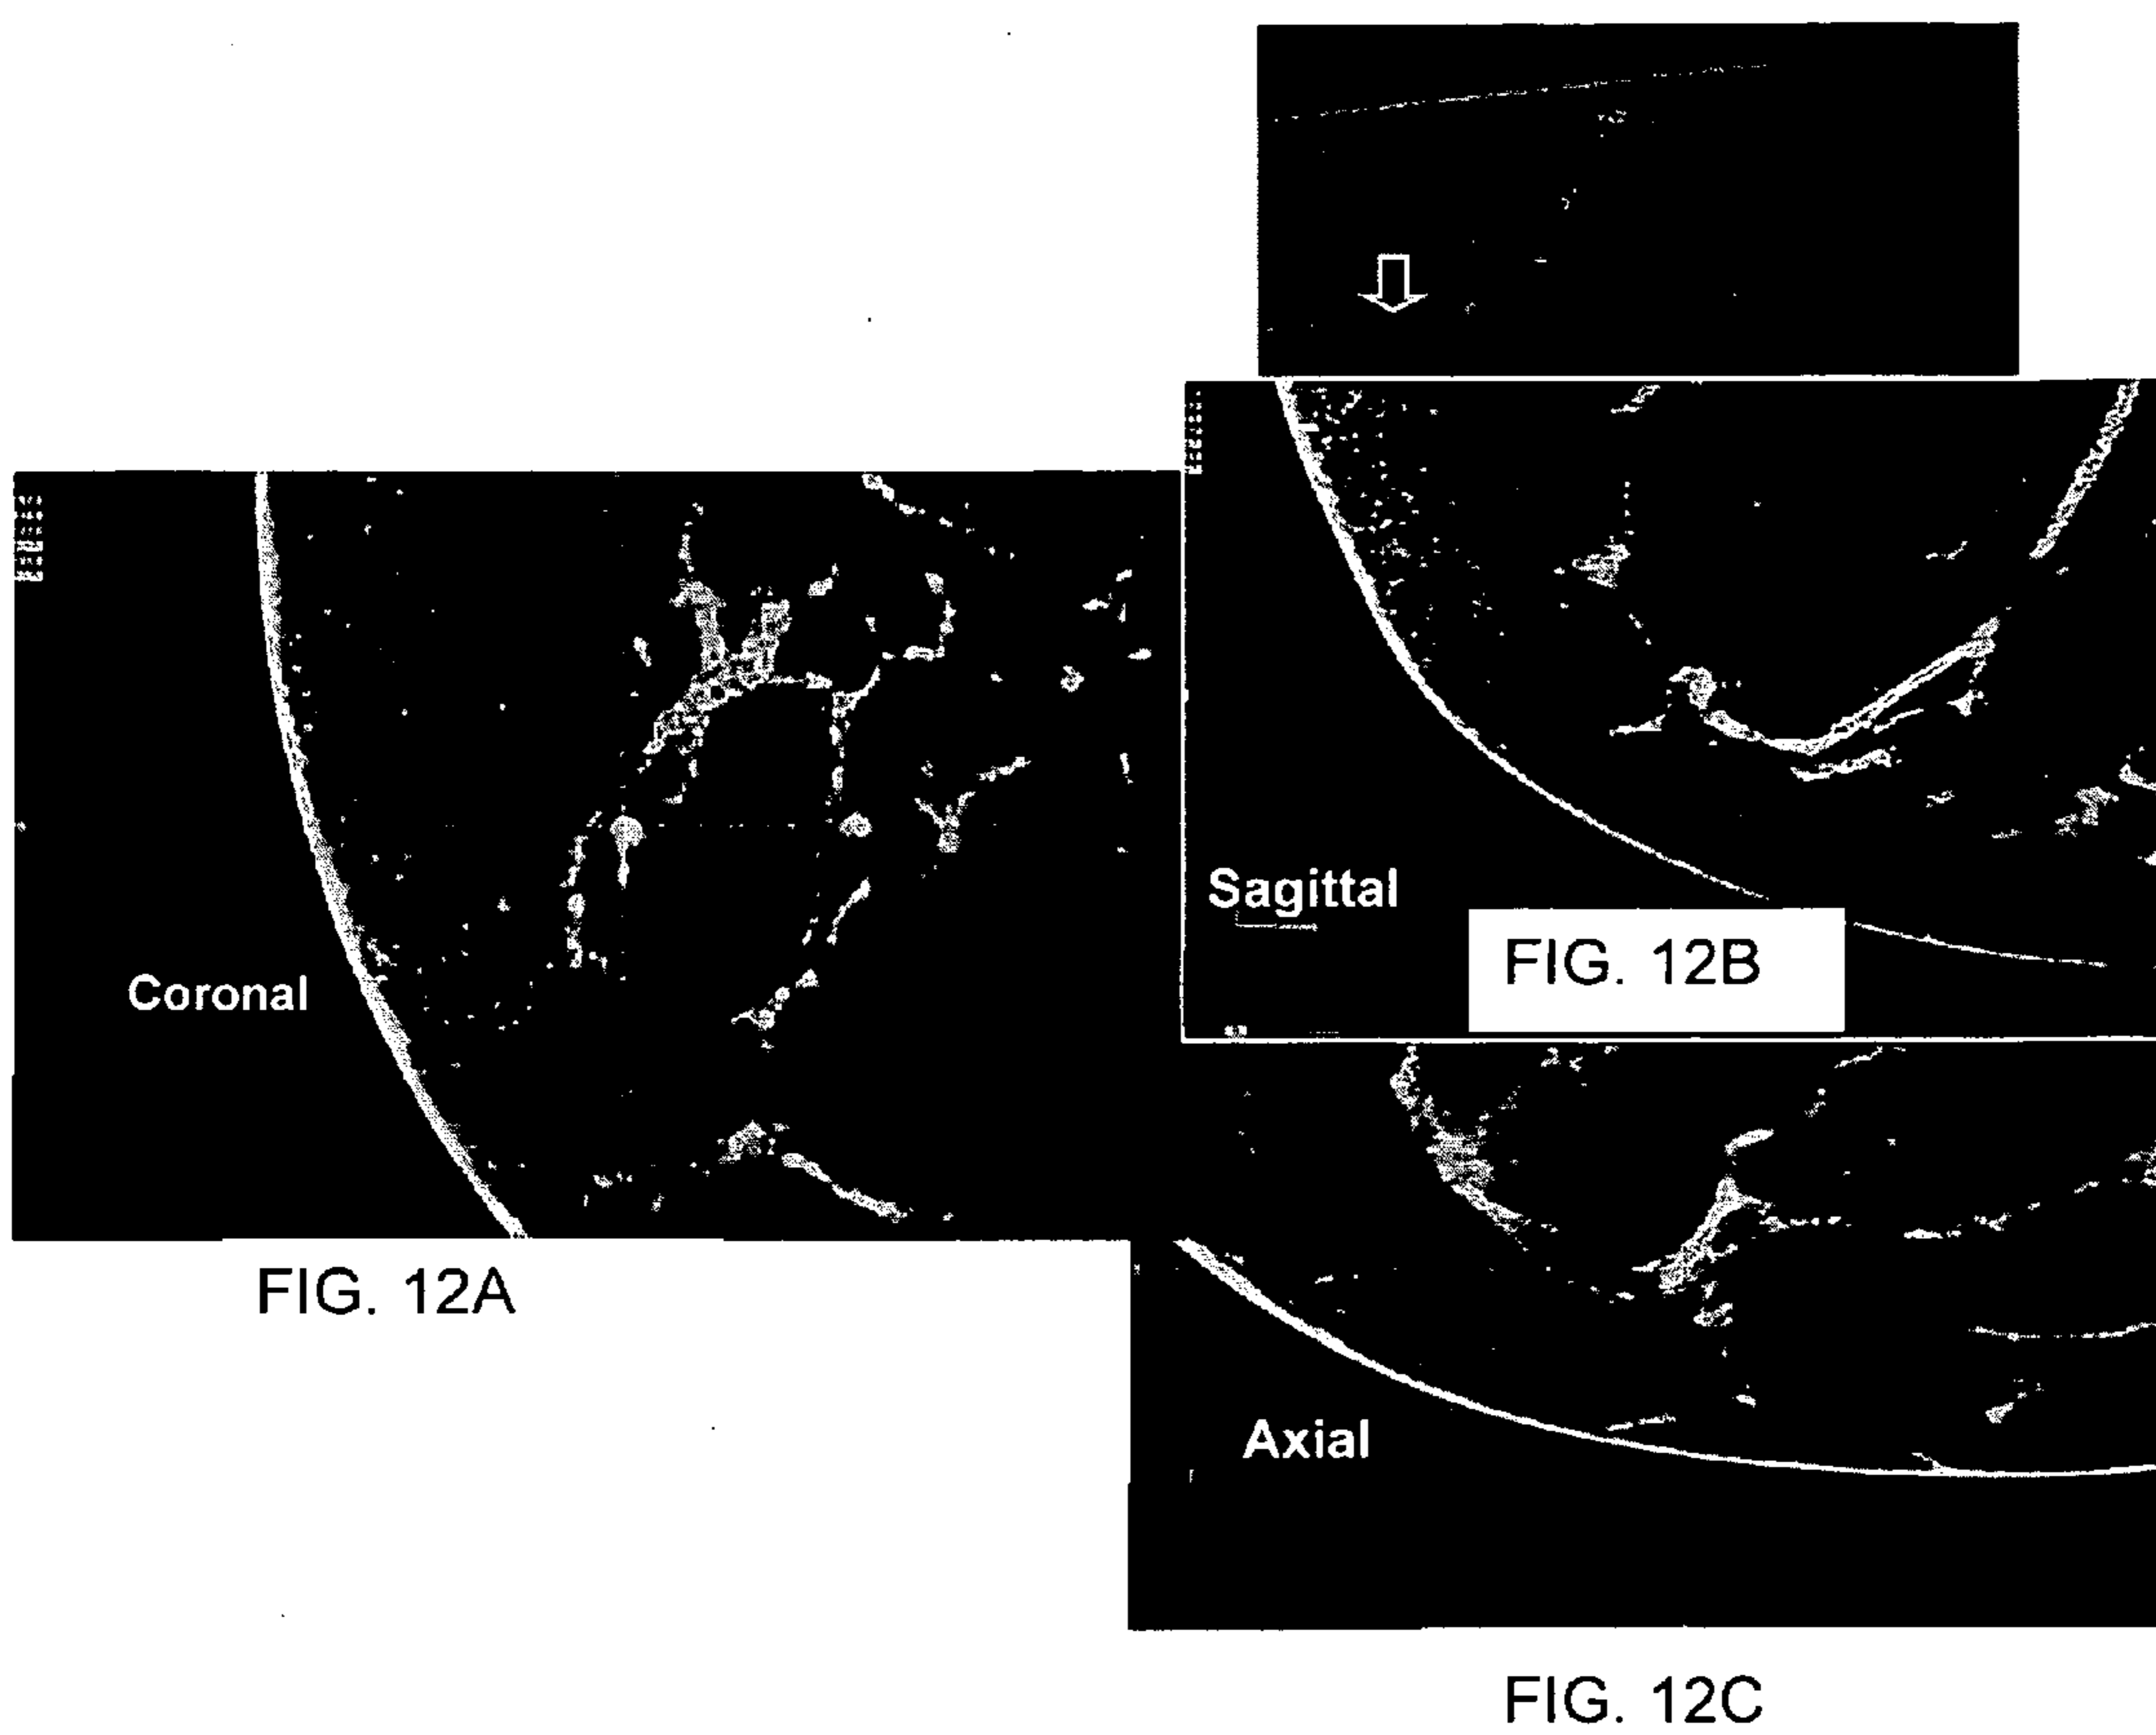 Coronal
FIG. 12A
Sagittal
FIG. 12B
Axial
FIG. 12C